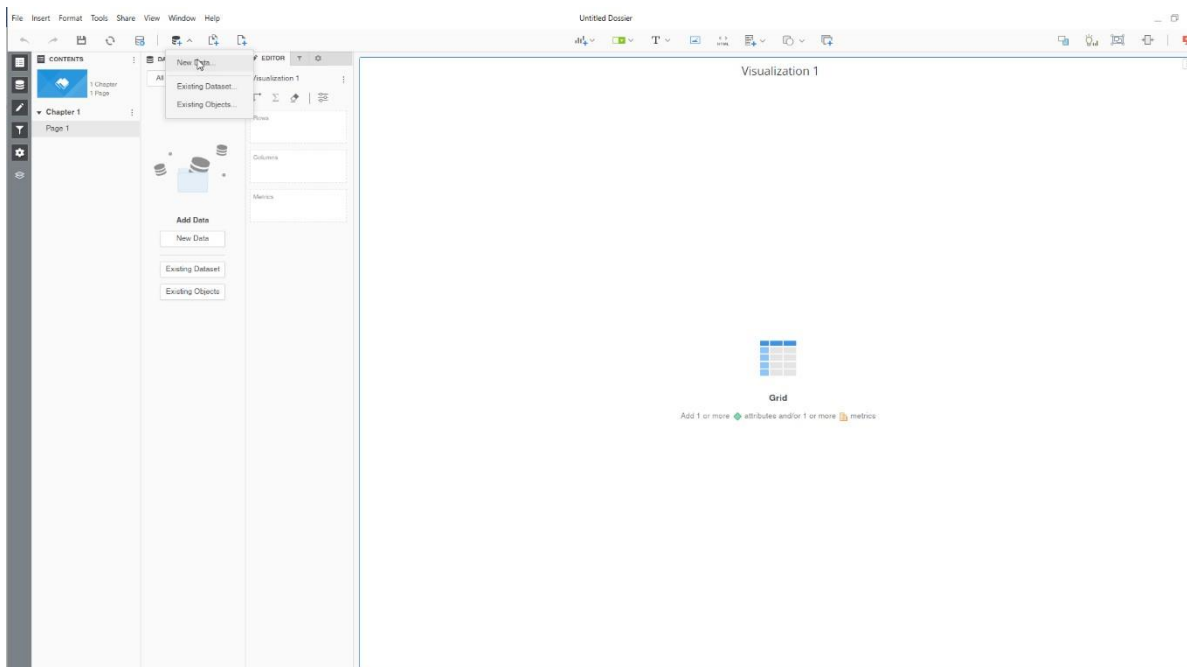 File Insert Format Tools Share View Window Help
Untitled Dossier
CONTENTS
1 Chapter
1 Page
Chapter 1
Page 1
New Data...
Existing Dataset...
Existing Objects...
All
Add Data
New Data
Existing Dataset
Existing Objects
EDITOR
Visualization 1
Rows
Columns
Metrics
Visualization 1
Grid
Add 1 or more attributes and/or 1 or more metrics